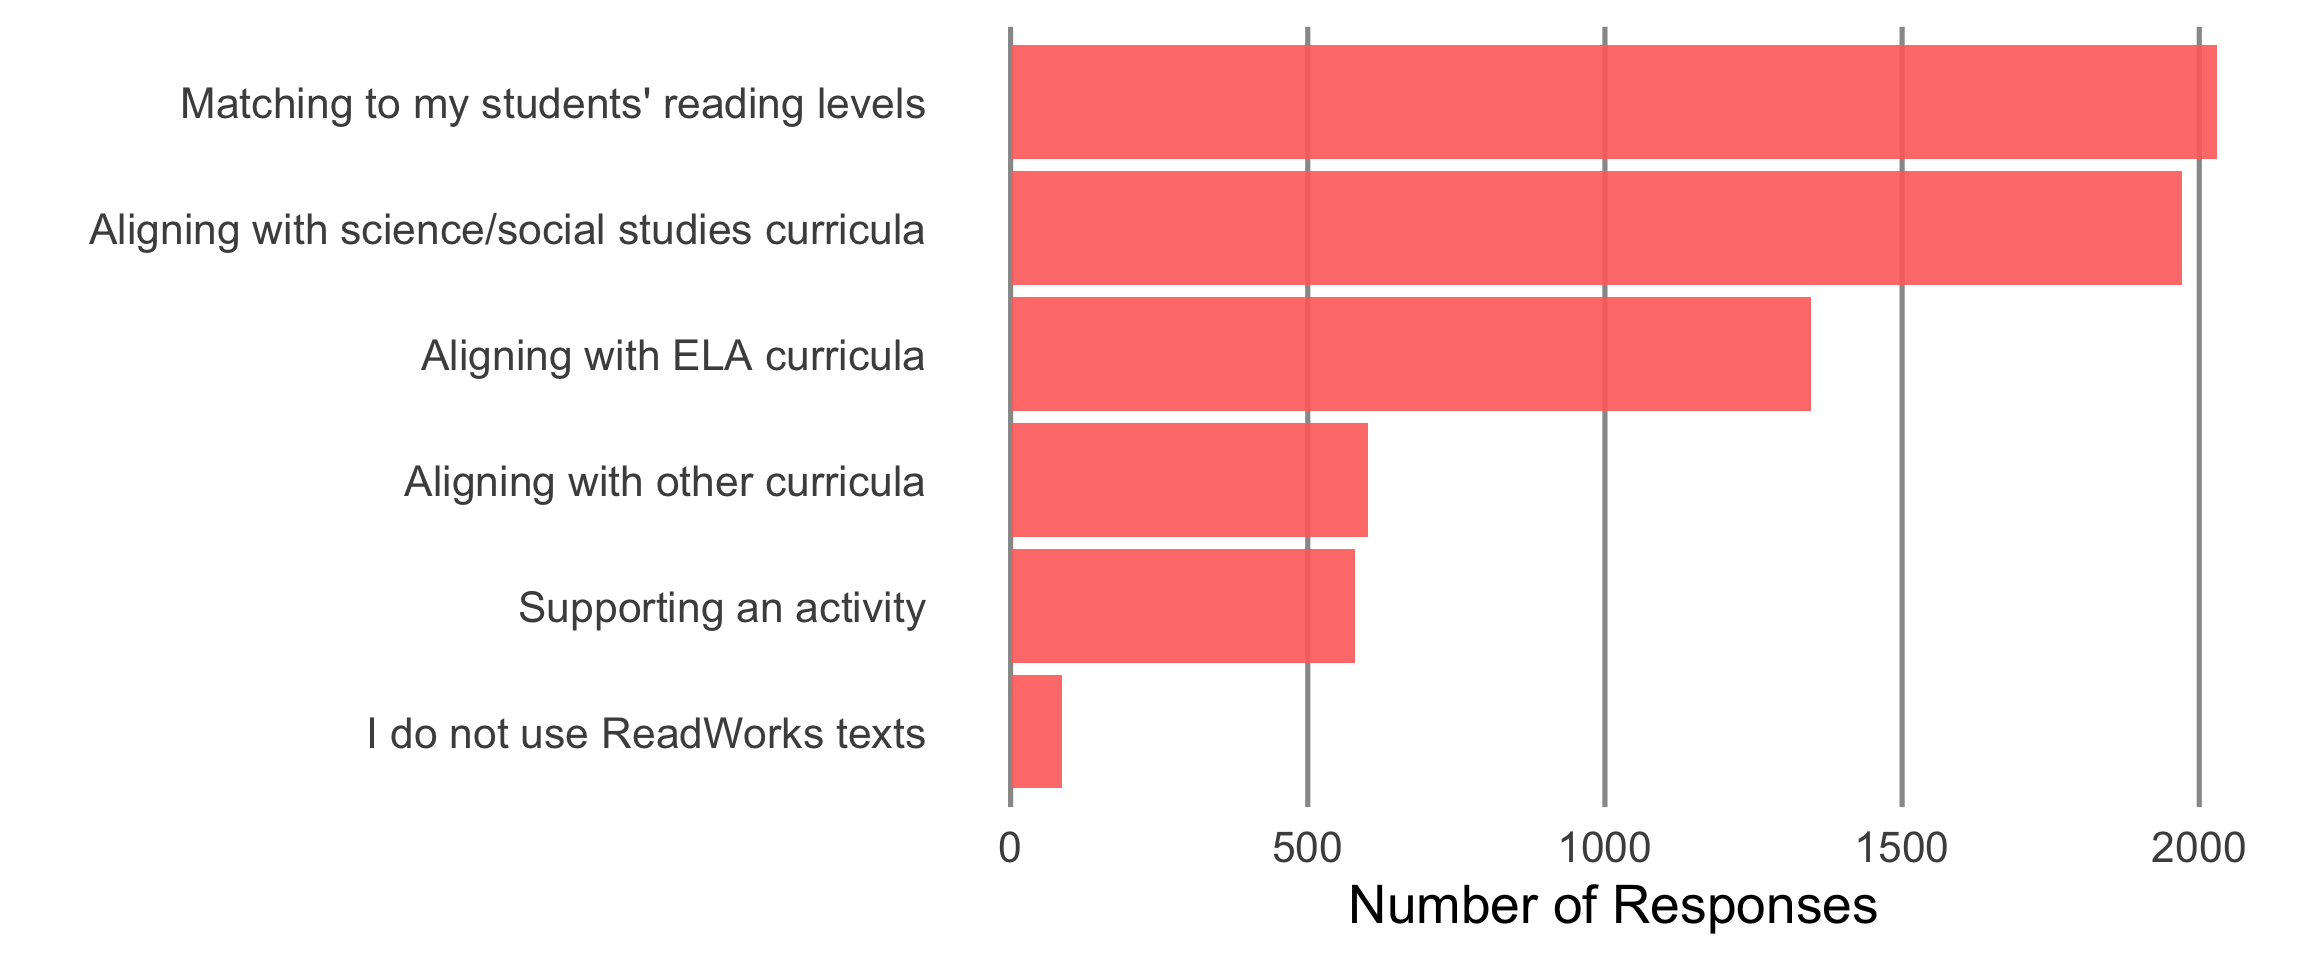 Matching to my students' reading levels
Aligning with science/social studies curricula
Aligning with ELA curricula
Aligning with other curricula
Supporting an activity
I do not use ReadWorks texts
0 500 1000 1500 2000
Number of Responses